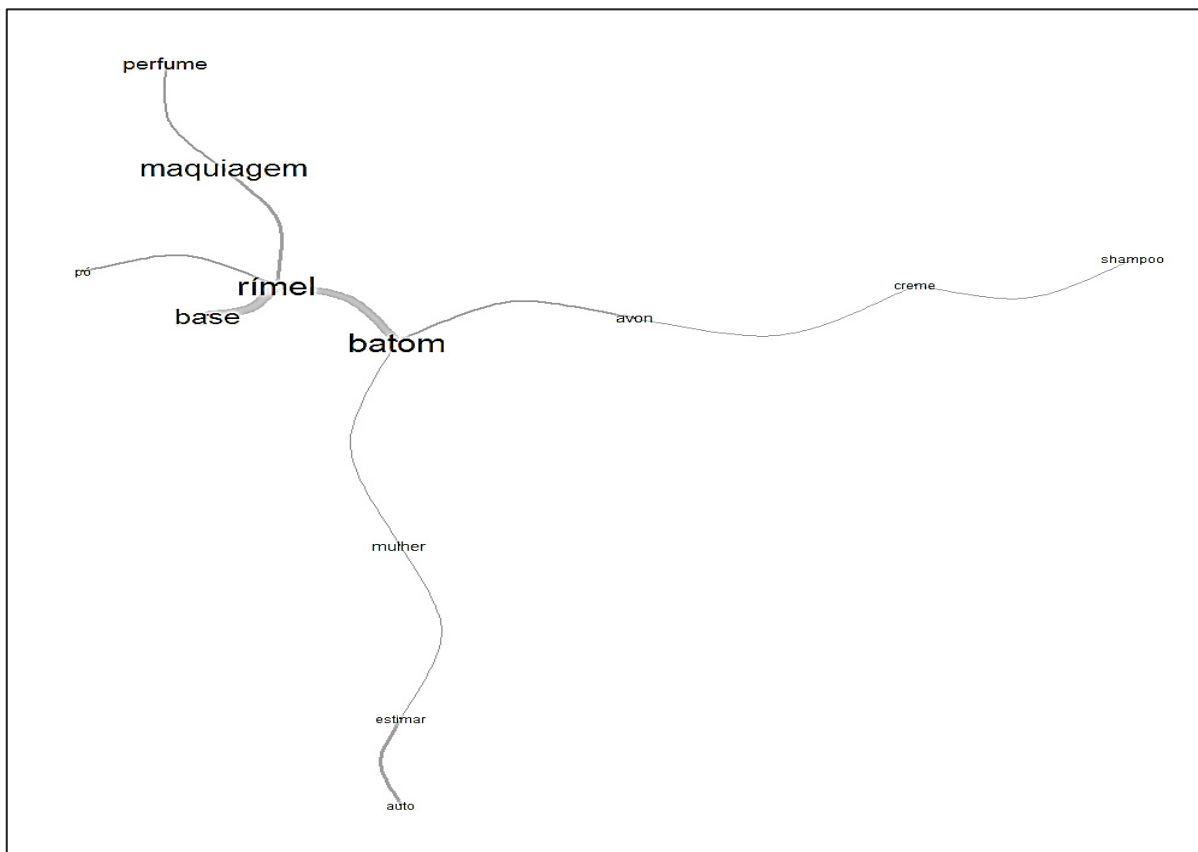 perfume
maquiagem
pó
rímel
base
batom
avon
creme
shampoo
mulher
estimar
auto